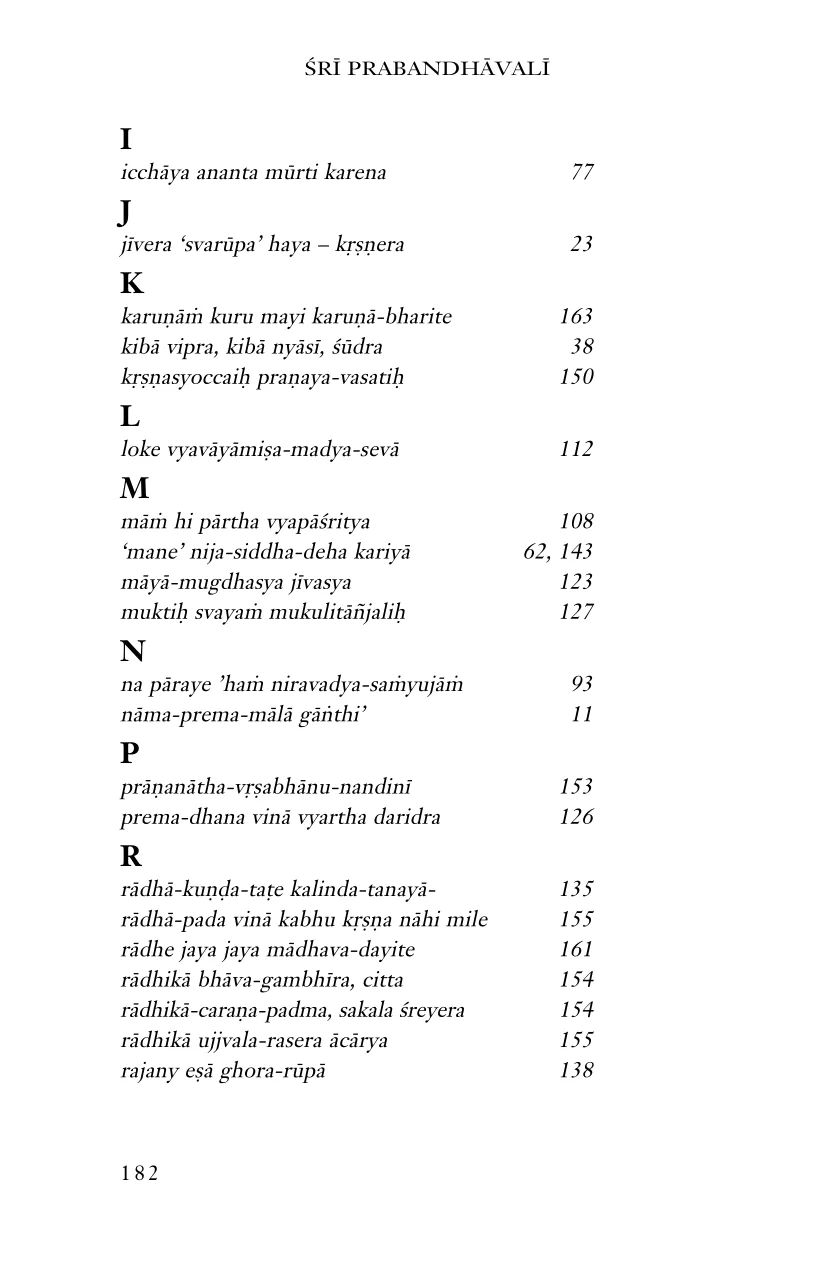 ŚRĪ PRABANDHĀVALĪ
I
icchāya ananta mūrti karena 77
J
jīvera ‘svarūpa’ haya – kṛṣṇera 23
K
karuṇāṁ kuru mayi karuṇā-bharite 163
kibā vipra, kibā nyāsī, śūdra 38
kṛṣṇasyoccaiḥ praṇaya-vasatiḥ 150
L
loke vyavāyāmiṣa-madya-sevā 112
M
māṁ hi pārtha vyapāśritya 108
‘mane’ nija-siddha-deha kariyā 62, 143
māyā-mugdhasya jīvasya 123
muktiḥ svayaṁ mukulitāñjaliḥ 127
N
na pāraye ’haṁ niravadya-saṁyujāṁ 93
nāma-prema-mālā gāṅthi’ 11
P
prāṇanātha-vṛṣabhānu-nandinī 153
prema-dhana vinā vyartha daridra 126
R
rādhā-kuṇḍa-taṭe kalinda-tanayā- 135
rādhā-pada vinā kabhu kṛṣṇa nāhi mile 155
rādhe jaya jaya mādhava-dayite 161
rādhikā bhāva-gambhīra, citta 154
rādhikā-caraṇa-padma, sakala śreyera 154
rādhikā ujjvala-rasera ācārya 155
rajany eṣā ghora-rūpā 138
182